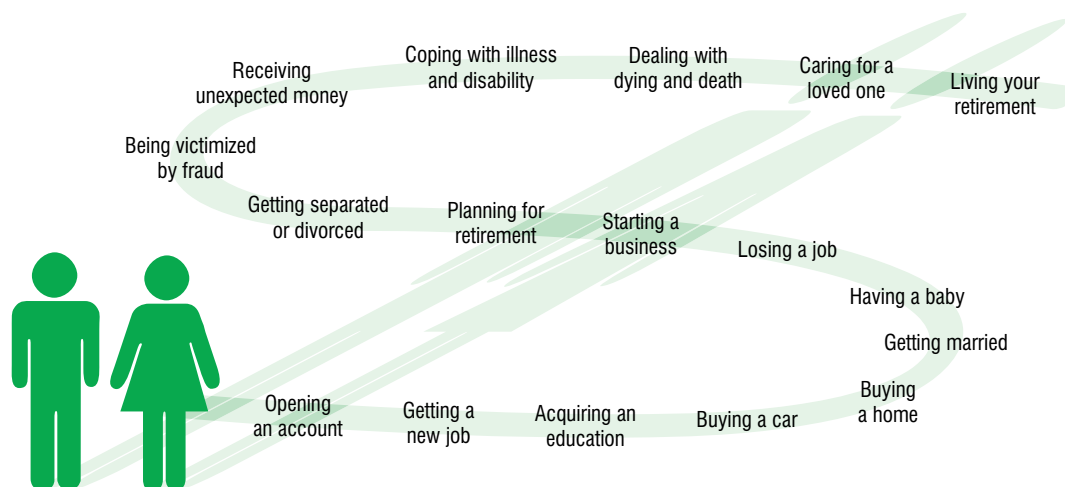 Receiving
unexpected money
Coping with illness
and disability
Dealing with
dying and death
Caring for a
loved one
Living your
retirement
Being victimized
by fraud
Getting separated
or divorced
Planning for
retirement
Starting a
business
Losing a job
Having a baby
Getting married
Buying
a home
Opening
an account
Getting a
new job
Acquiring an
education
Buying a car